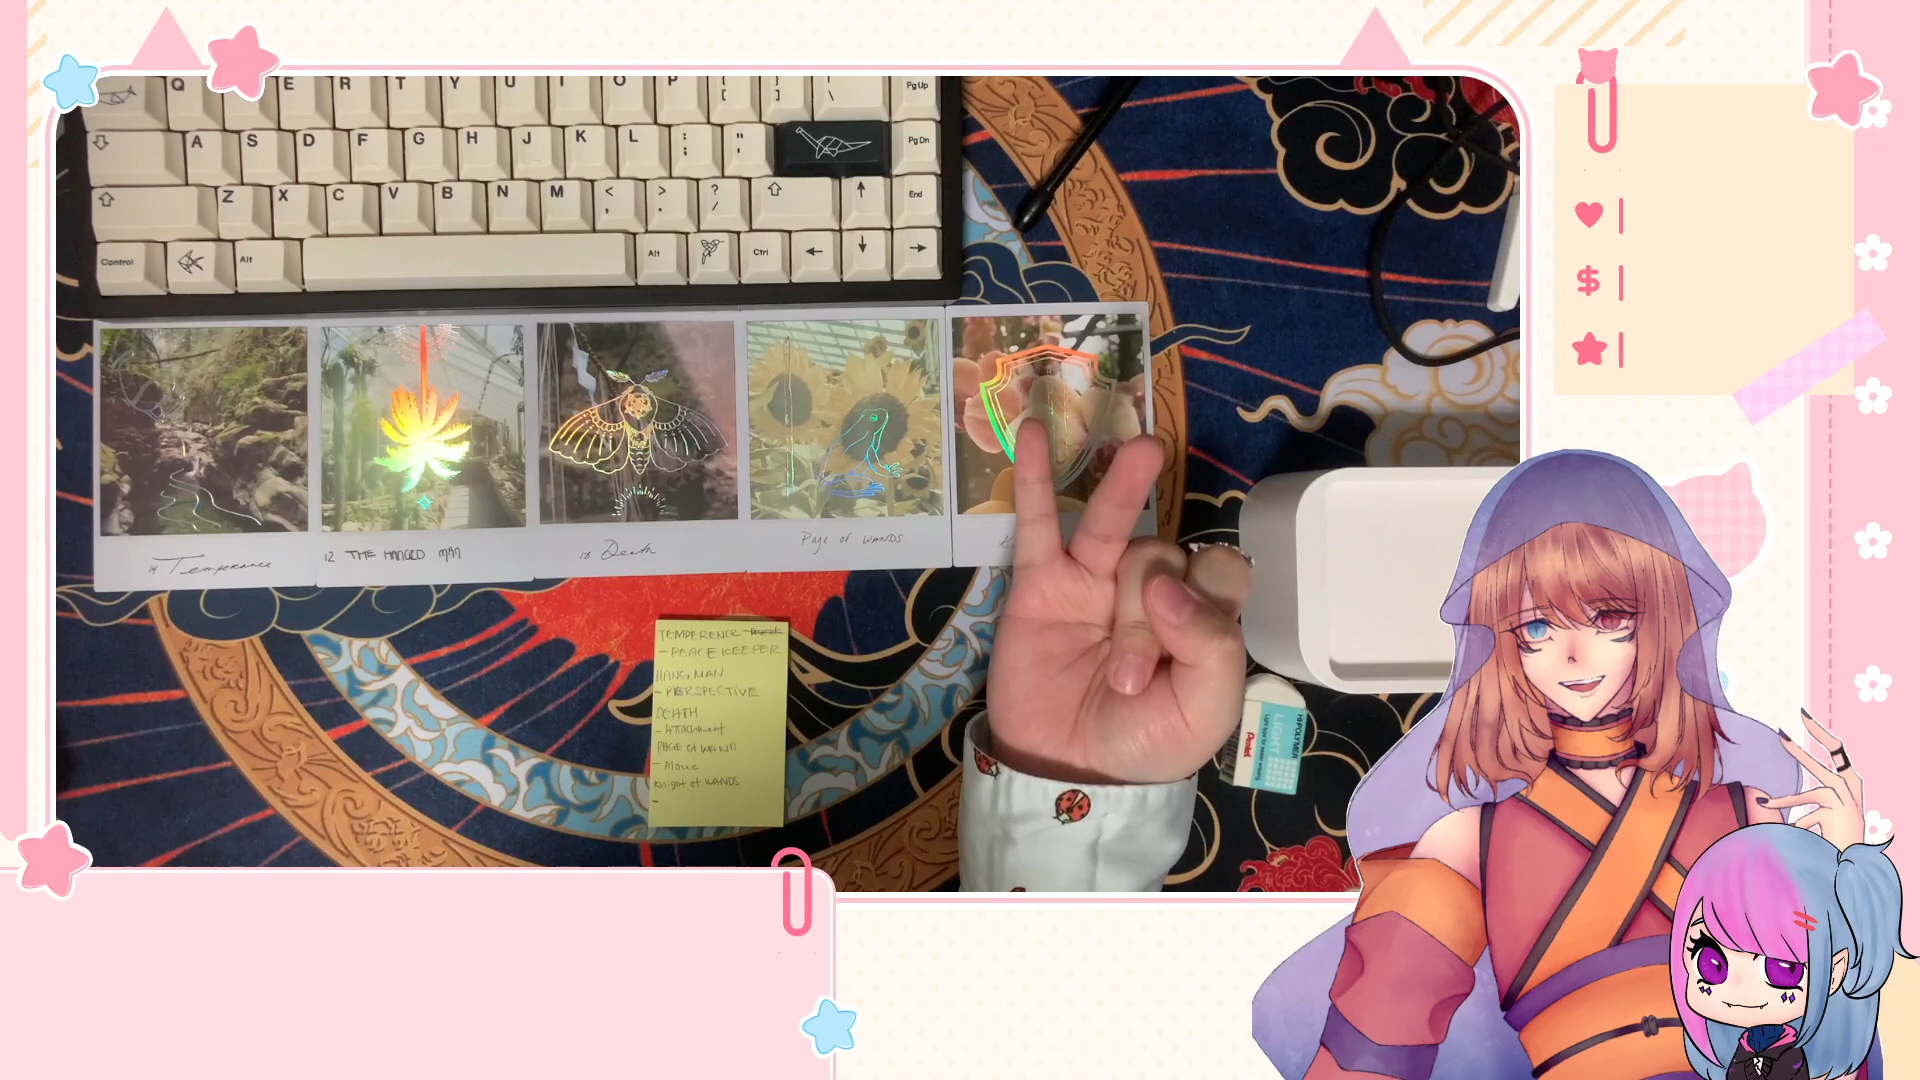 Q E R T Y U I O P [ ] \ Pg Up
A S D F G H J K L : ; " ' Pg Dn
Z X C V B N M < , > . ? / End
Control Alt Alt Ctrl
14 Temperance
12 THE HANGED MAN
Death
Page of WANDS
TEMPERENCE
- PEACE KEEPER
HANG MAN
- PERSPECTIVE
DEATH
- Attachment
PAGE of WAND
- Alone
Knight of WANDS
-
HI-POLYMER
LIGHT
Pentel
$